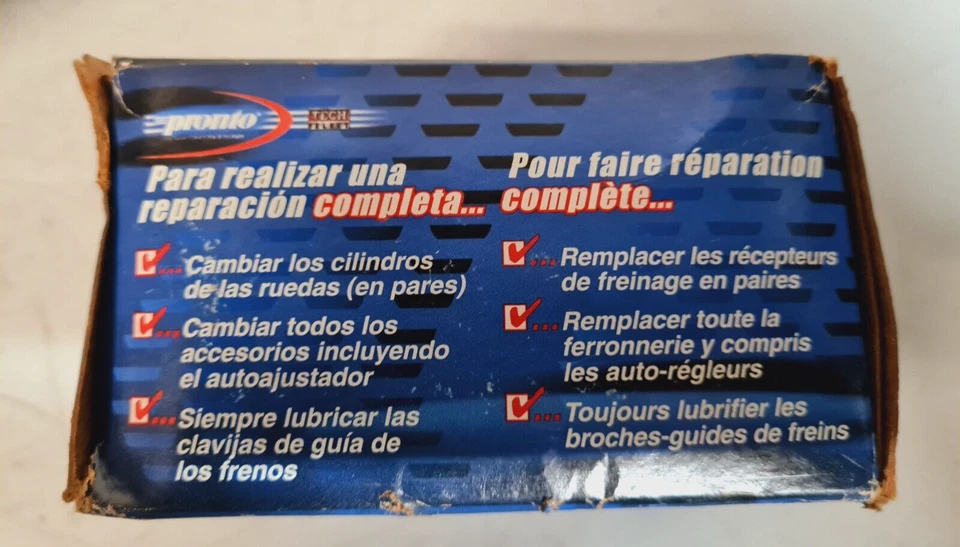 pronto
TECH
SELECT
Para realizar una
reparación completa...
✓... Cambiar los cilindros
de las ruedas (en pares)
✓... Cambiar todos los
accesorios incluyendo
el autoajustador
✓... Siempre lubricar las
clavijas de guía de
los frenos
Pour faire réparation
complète...
✓... Remplacer les récepteurs
de freinage en paires
✓... Remplacer toute la
ferronnerie y compris
les auto-régleurs
✓... Toujours lubrifier les
broches-guides de freins